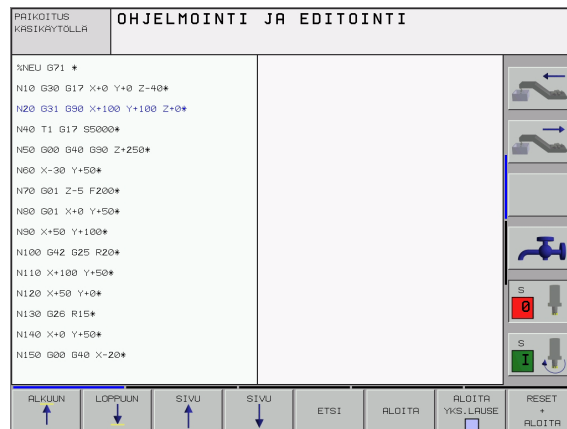 PAIKOITUS
KÄSIKÄYTÖLLÄ
OHJELMOINTI JA EDITOINTI
%NEU G71 *
N10 G30 G17 X+0 Y+0 Z-40*
N20 G31 G90 X+100 Y+100 Z+0*
N40 T1 G17 S5000*
N50 G00 G40 G90 Z+250*
N60 X-30 Y+50*
N70 G01 Z-5 F200*
N80 G01 X+0 Y+50*
N90 X+50 Y+100*
N100 G42 G25 R20*
N110 X+100 Y+50*
N120 X+50 Y+0*
N130 G26 R15*
N140 X+0 Y+50*
N150 G00 G40 X-20*
S
0
S
I
ALKUUN
LOPPUUN
SIVU
SIVU
ETSI
ALOITA
ALOITA
YKS.LAUSE
RESET
+
ALOITA